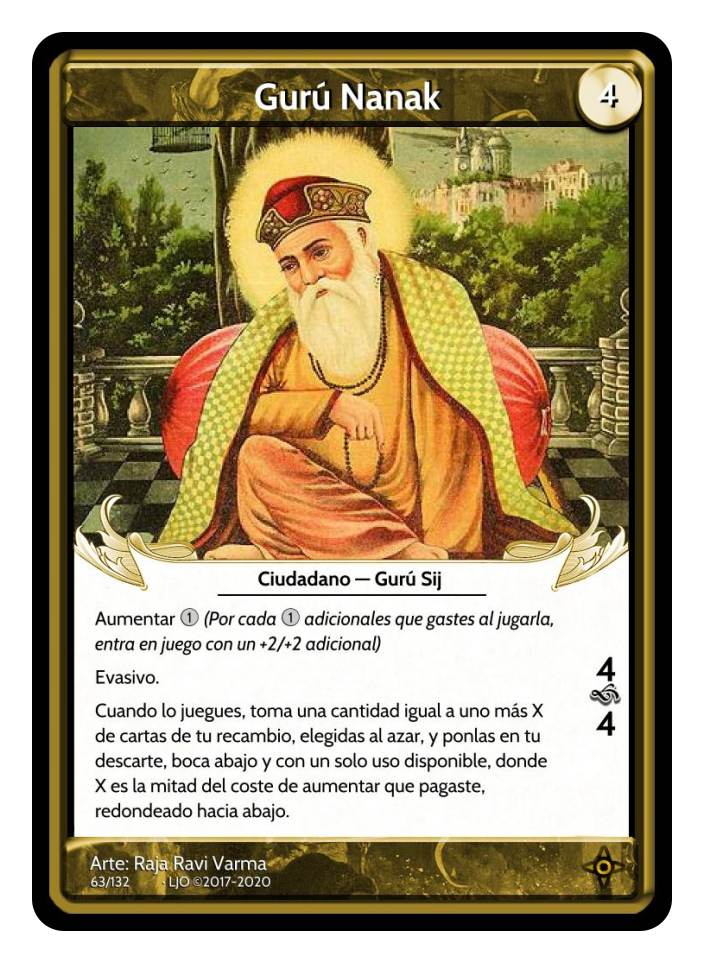 Gurú Nanak
4
Ciudadano — Gurú Sij
Aumentar 1 (Por cada 1 adicionales que gastes al jugarla,
entra en juego con un +2/+2 adicional)
Evasivo.
Cuando lo juegues, toma una cantidad igual a uno más X
de cartas de tu recambio, elegidas al azar, y ponlas en tu
descarte, boca abajo y con un solo uso disponible, donde
X es la mitad del coste de aumentar que pagaste,
redondeado hacia abajo.
4
4
Arte: Raja Ravi Varma
63/132 · LJO ©2017-2020